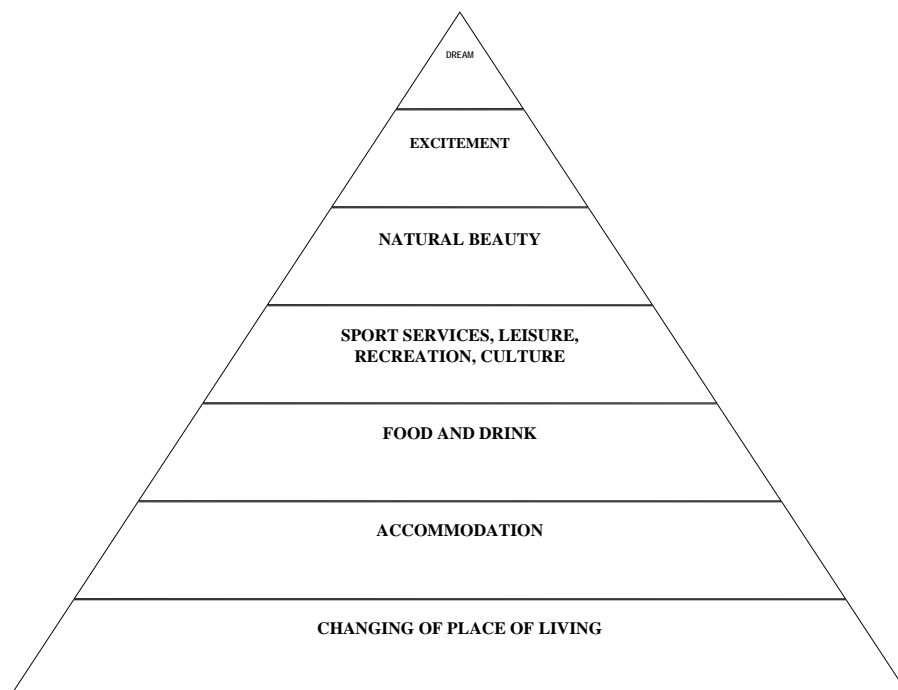 DREAM
EXCITEMENT
NATURAL BEAUTY
SPORT SERVICES, LEISURE,
RECREATION, CULTURE
FOOD AND DRINK
ACCOMMODATION
CHANGING OF PLACE OF LIVING